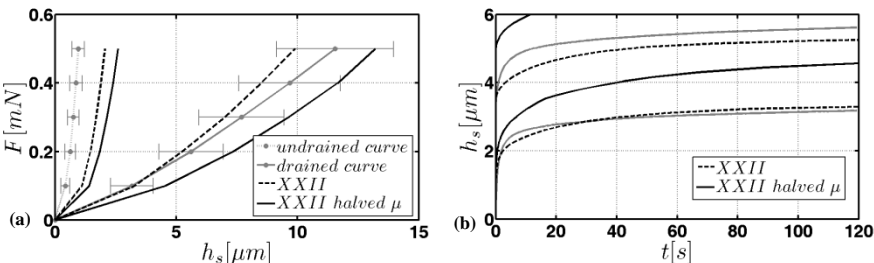 0.6
0.4
0.2
0
F[mN]
0 5 10 15
h_s[μm]
undrained curve
drained curve
XXII
XXII halved μ
(a)
6
4
2
0
h_s[μm]
0 20 40 60 80 100 120
t[s]
XXII
XXII halved μ
(b)